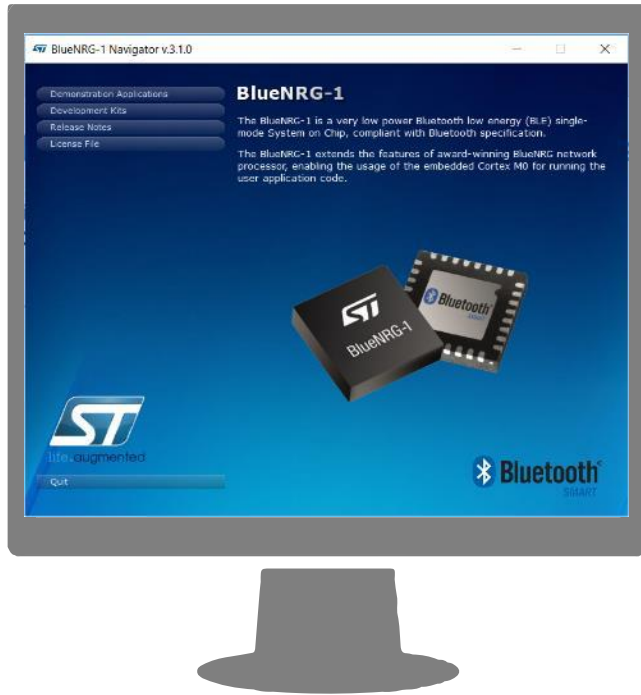 BlueNRG-1 Navigator v.3.1.0
Demonstration Applications
Development Kits
Release Notes
License File
BlueNRG-1
The BlueNRG-1 is a very low power Bluetooth low energy (BLE) single-
mode System on Chip, compliant with Bluetooth specification.
The BlueNRG-1 extends the features of award-winning BlueNRG network
processor, enabling the usage of the embedded Cortex M0 for running the
user application code.
ST
BlueNRG-1
Bluetooth
SMART
ST
life.augmented
Quit
Bluetooth
SMART